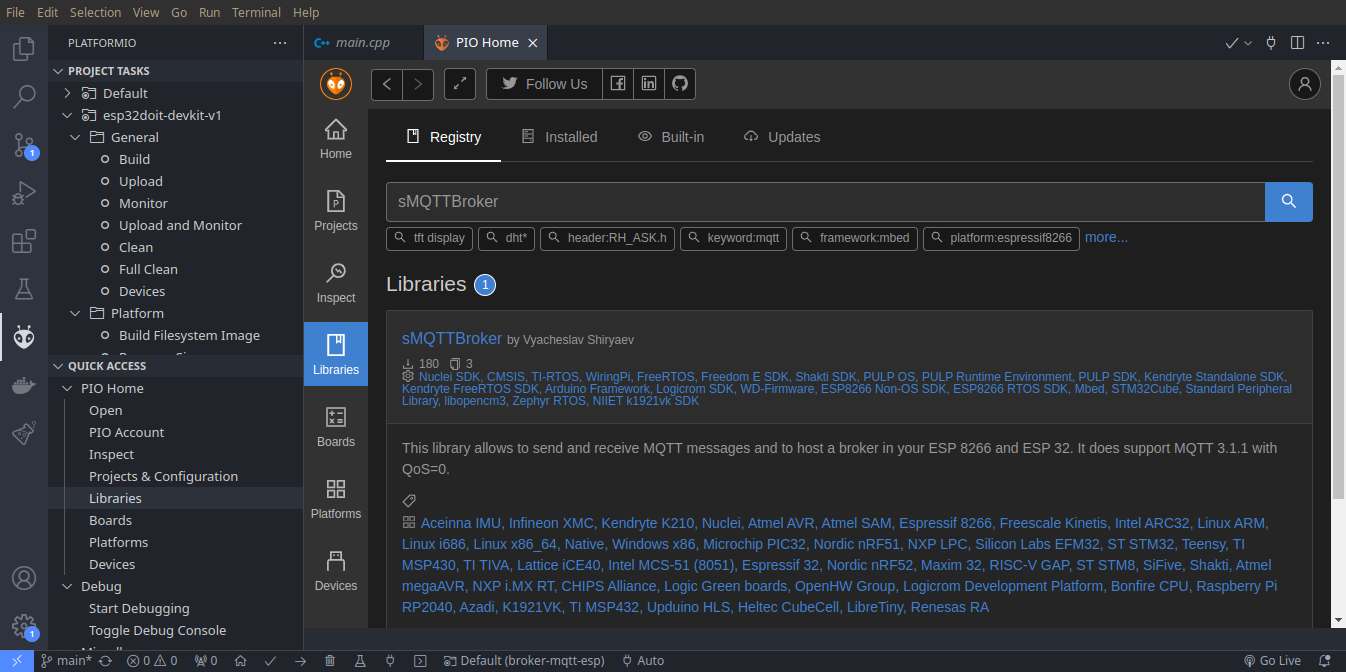 File Edit Selection View Go Run Terminal Help
PLATFORMIO
main.cpp
PIO Home
PROJECT TASKS
Default
esp32doit-devkit-v1
General
Build
Upload
Monitor
Upload and Monitor
Clean
Full Clean
Devices
Platform
Build Filesystem Image
QUICK ACCESS
PIO Home
Open
PIO Account
Inspect
Projects & Configuration
Libraries
Boards
Platforms
Devices
Debug
Start Debugging
Toggle Debug Console
1
1
Follow Us
Home
Projects
Inspect
Libraries
Boards
Platforms
Devices
Registry Installed Built-in Updates
sMQTTBroker
tft display dht* header:RH_ASK.h keyword:mqtt framework:mbed platform:espressif8266 more...
Libraries 1
sMQTTBroker by Vyacheslav Shiryaev
180 3
Nuclei SDK, CMSIS, TI-RTOS, WiringPi, FreeRTOS, Freedom E SDK, Shakti SDK, PULP OS, PULP Runtime Environment, PULP SDK, Kendryte Standalone SDK,
Kendryte FreeRTOS SDK, Arduino Framework, Logicrom SDK, WD-Firmware, ESP8266 Non-OS SDK, ESP8266 RTOS SDK, Mbed, STM32Cube, Standard Peripheral
Library, libopencm3, Zephyr RTOS, NIIET k1921vk SDK
This library allows to send and receive MQTT messages and to host a broker in your ESP 8266 and ESP 32. It does support MQTT 3.1.1 with
QoS=0.
Aceinna IMU, Infineon XMC, Kendryte K210, Nuclei, Atmel AVR, Atmel SAM, Espressif 8266, Freescale Kinetis, Intel ARC32, Linux ARM,
Linux i686, Linux x86_64, Native, Windows x86, Microchip PIC32, Nordic nRF51, NXP LPC, Silicon Labs EFM32, ST STM32, Teensy, TI
MSP430, TI TIVA, Lattice iCE40, Intel MCS-51 (8051), Espressif 32, Nordic nRF52, Maxim 32, RISC-V GAP, ST STM8, SiFive, Shakti, Atmel
megaAVR, NXP i.MX RT, CHIPS Alliance, Logic Green boards, OpenHW Group, Logicrom Development Platform, Bonfire CPU, Raspberry Pi
RP2040, Azadi, K1921VK, TI MSP432, Upduino HLS, Heltec CubeCell, LibreTiny, Renesas RA
main* 0 0 0 Default (broker-mqtt-esp) Auto Go Live